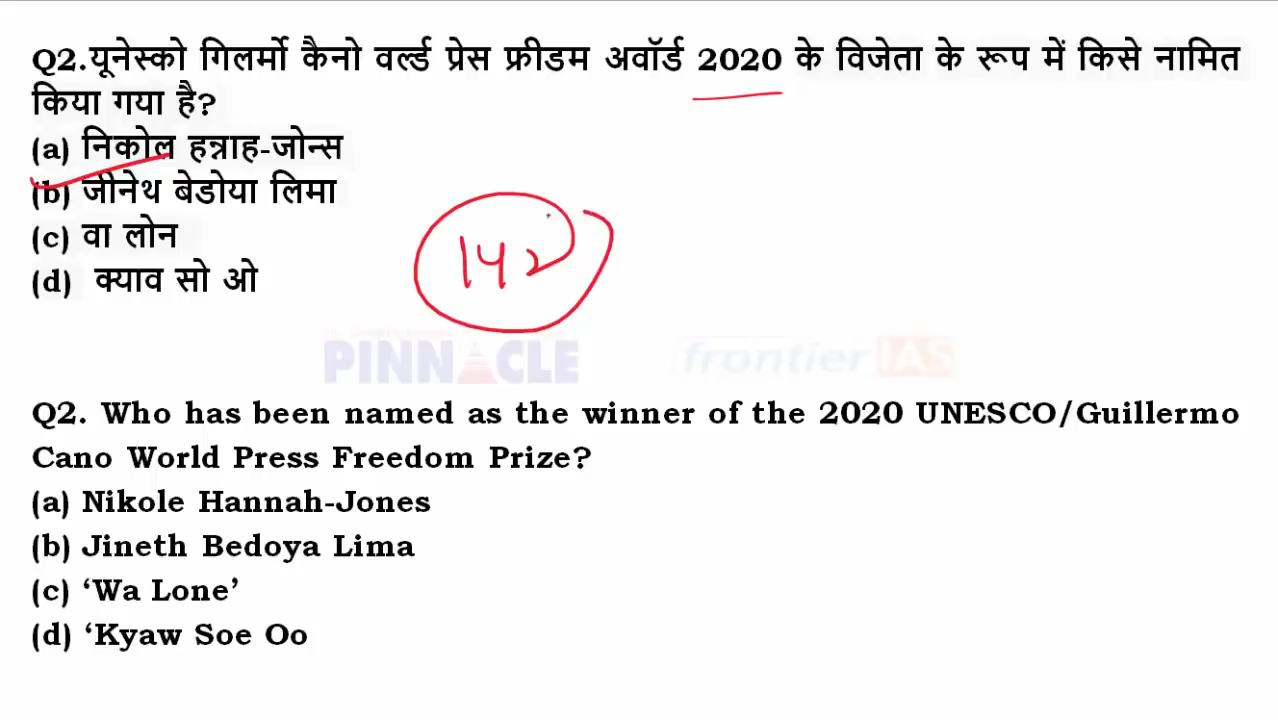 Q2.यूनेस्को गिलर्मो कैनो वर्ल्ड प्रेस फ्रीडम अवॉर्ड 2020 के विजेता के रूप में किसे नामित
किया गया है?
(a) निकोल हन्नाह-जोन्स
(b) जीनेथ बेडोया लिमा
(c) वा लोन
(d) क्याव सो ओ
142
PINNACLE frontier IAS
Q2. Who has been named as the winner of the 2020 UNESCO/Guillermo
Cano World Press Freedom Prize?
(a) Nikole Hannah-Jones
(b) Jineth Bedoya Lima
(c) ‘Wa Lone’
(d) ‘Kyaw Soe Oo